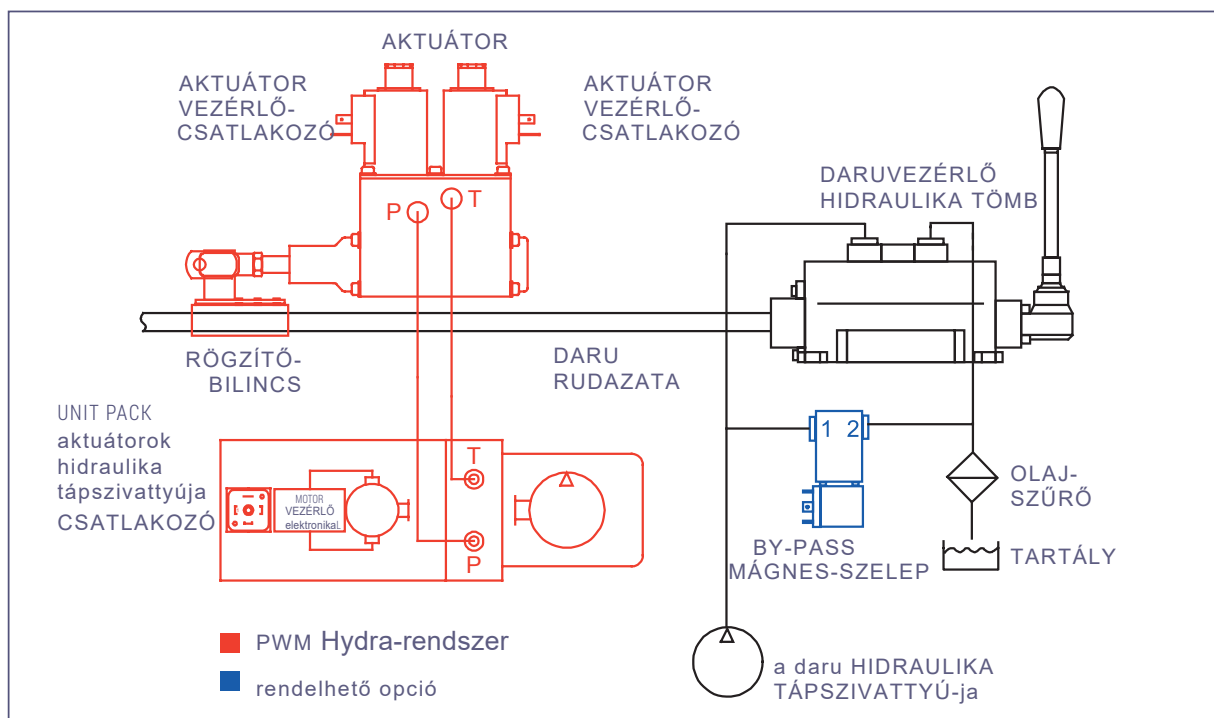 AKTUÁTOR
AKTUÁTOR
VEZÉRLŐ-
CSATLAKOZÓ
AKTUÁTOR
VEZÉRLŐ-
CSATLAKOZÓ
P
T
DARUVEZÉRLŐ
HIDRAULIKA TÖMB
RÖGZÍTŐ-
BILINCS
DARU
RUDAZATA
UNIT PACK
aktuátorok
hidraulika
tápszivattyúja
CSATLAKOZÓ
MOTOR
VEZÉRLŐ
elektronikaL
T
P
1 2
BY-PASS
MÁGNES-SZELEP
OLAJ-
SZŰRŐ
TARTÁLY
PWM Hydra-rendszer
rendelhető opció
a daru HIDRAULIKA
TÁPSZIVATTYÚ-ja